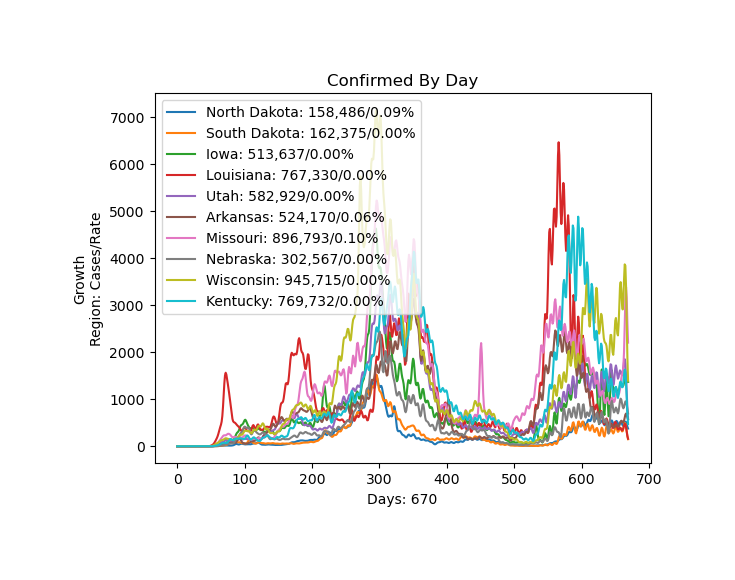 Confirmed By Day
Growth
Region: Cases/Rate
7000
6000
5000
4000
3000
2000
1000
0
North Dakota: 158,486/0.09%
South Dakota: 162,375/0.00%
Iowa: 513,637/0.00%
Louisiana: 767,330/0.00%
Utah: 582,929/0.00%
Arkansas: 524,170/0.06%
Missouri: 896,793/0.10%
Nebraska: 302,567/0.00%
Wisconsin: 945,715/0.00%
Kentucky: 769,732/0.00%
0 100 200 300 400 500 600 700
Days: 670